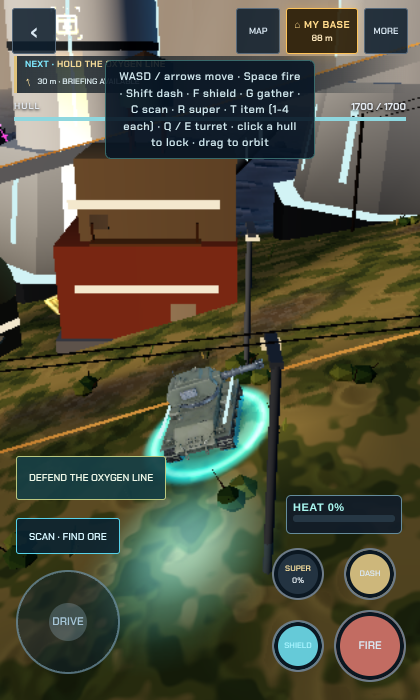 ‹
MAP
⌂ MY BASE
88 m
MORE
NEXT · HOLD THE OXYGEN LINE
30 m · BRIEFING
WASD / arrows move · Space fire
· Shift dash · F shield · G gather ·
C scan · R super · T item (1-4
each) · Q / E turret · click a hull
to lock · drag to orbit
HULL
1700 / 1700
DEFEND THE OXYGEN LINE
SCAN · FIND ORE
HEAT 0%
SUPER
0%
DASH
DRIVE
SHIELD
FIRE